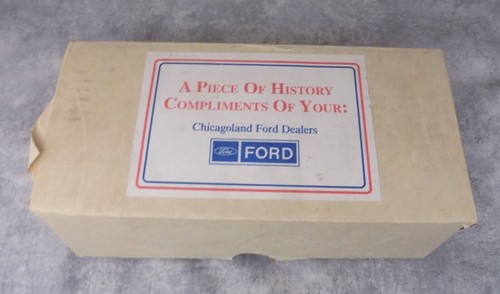 A PIECE OF HISTORY
COMPLIMENTS OF YOUR:
Chicagoland Ford Dealers
Ford FORD